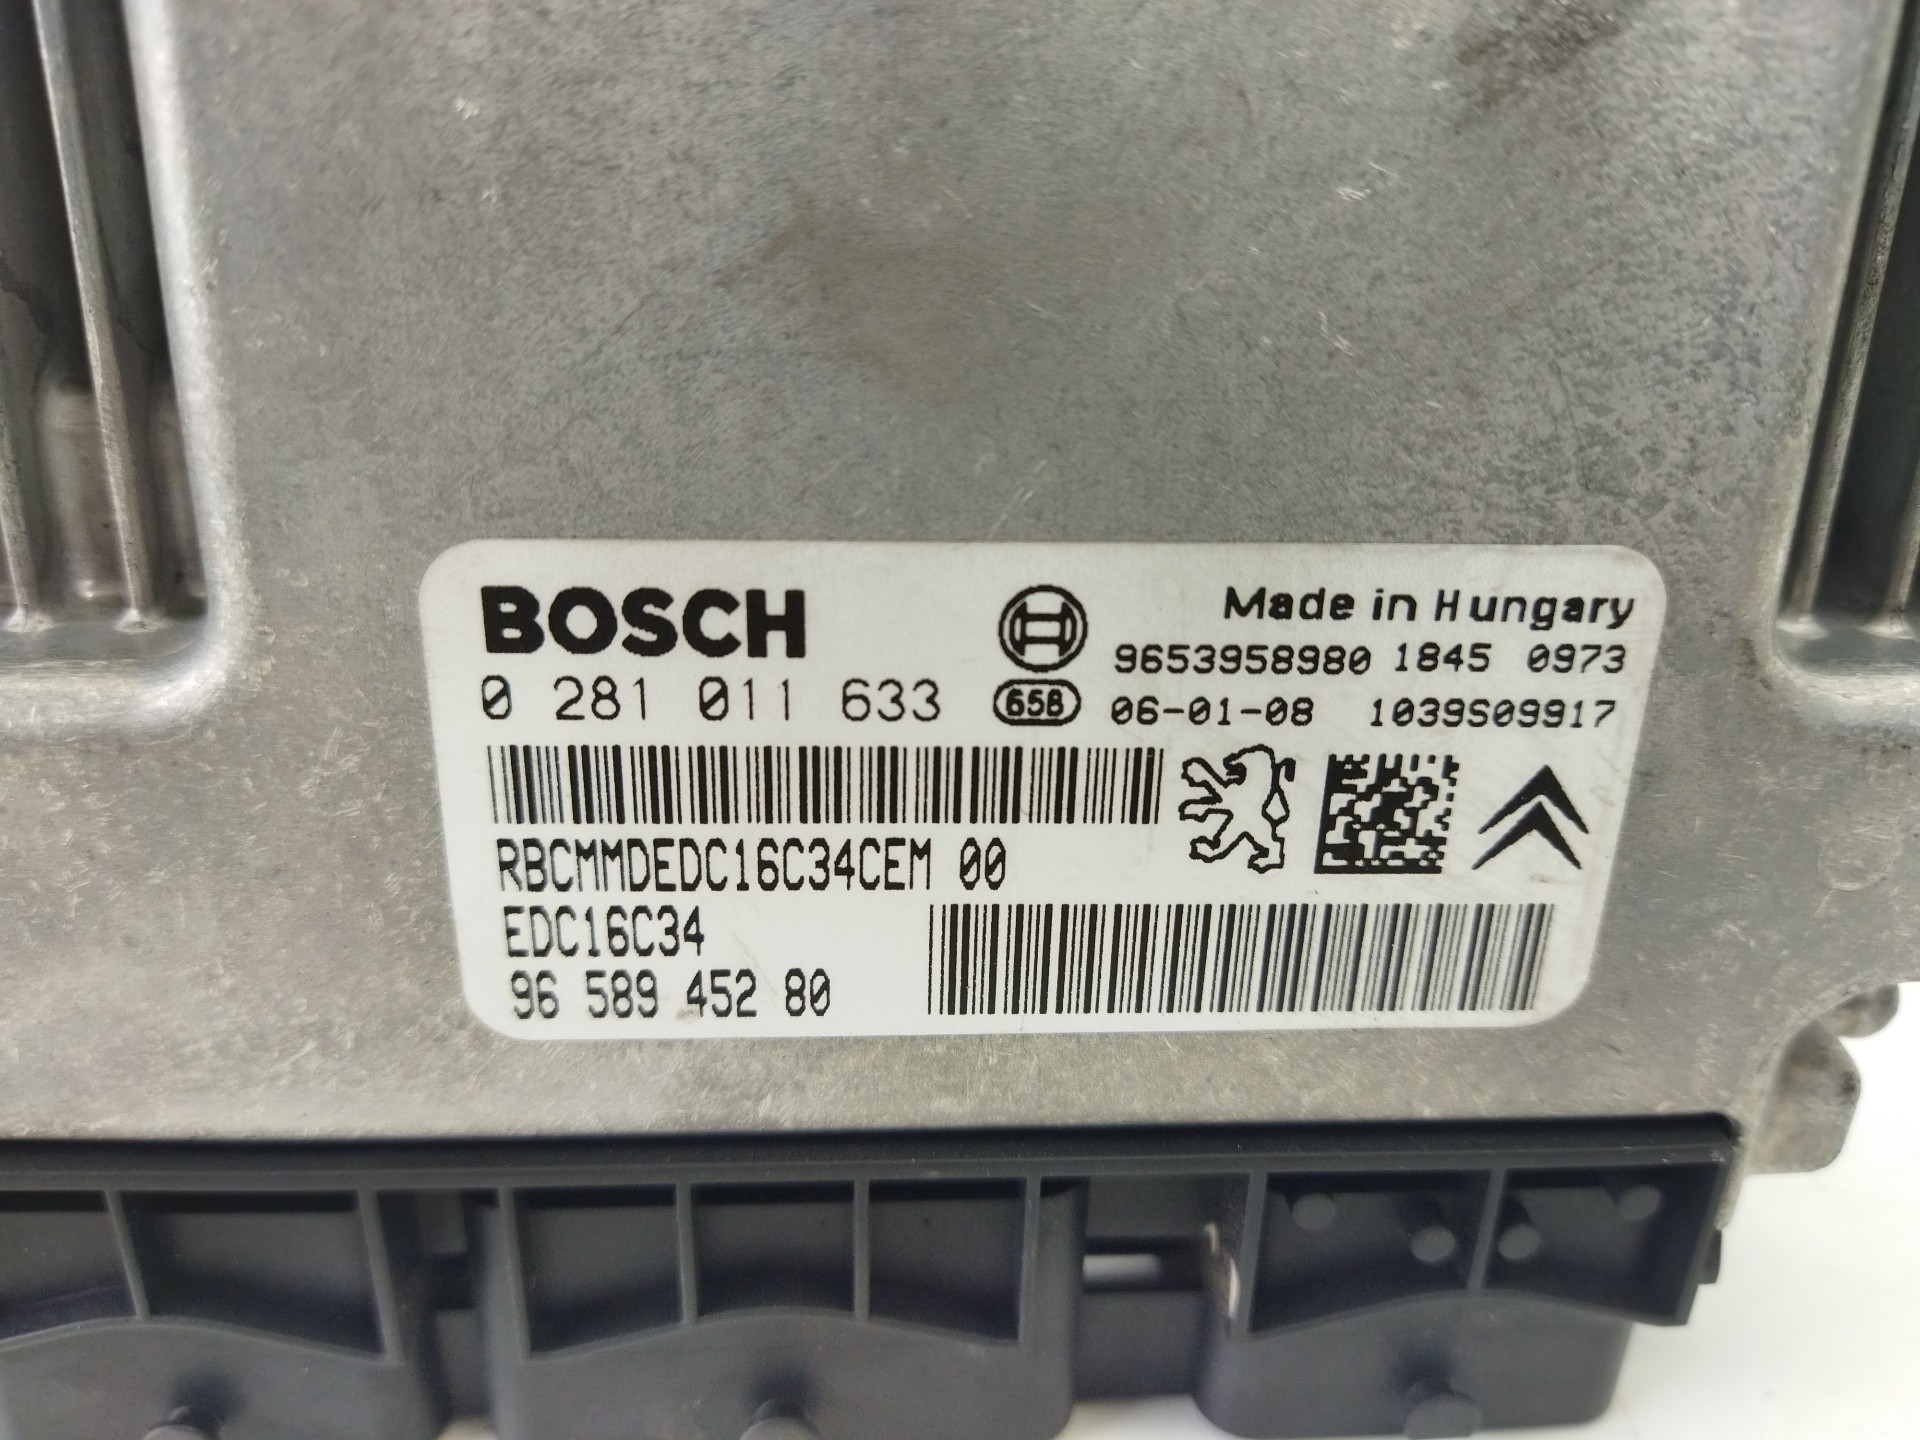 BOSCH
Made in Hungary
9653958980 1845 0973
0 281 011 633
65B 06-01-08 1039S09917
RBCMMDEDC16C34CEM 00
EDC16C34
96 589 452 80